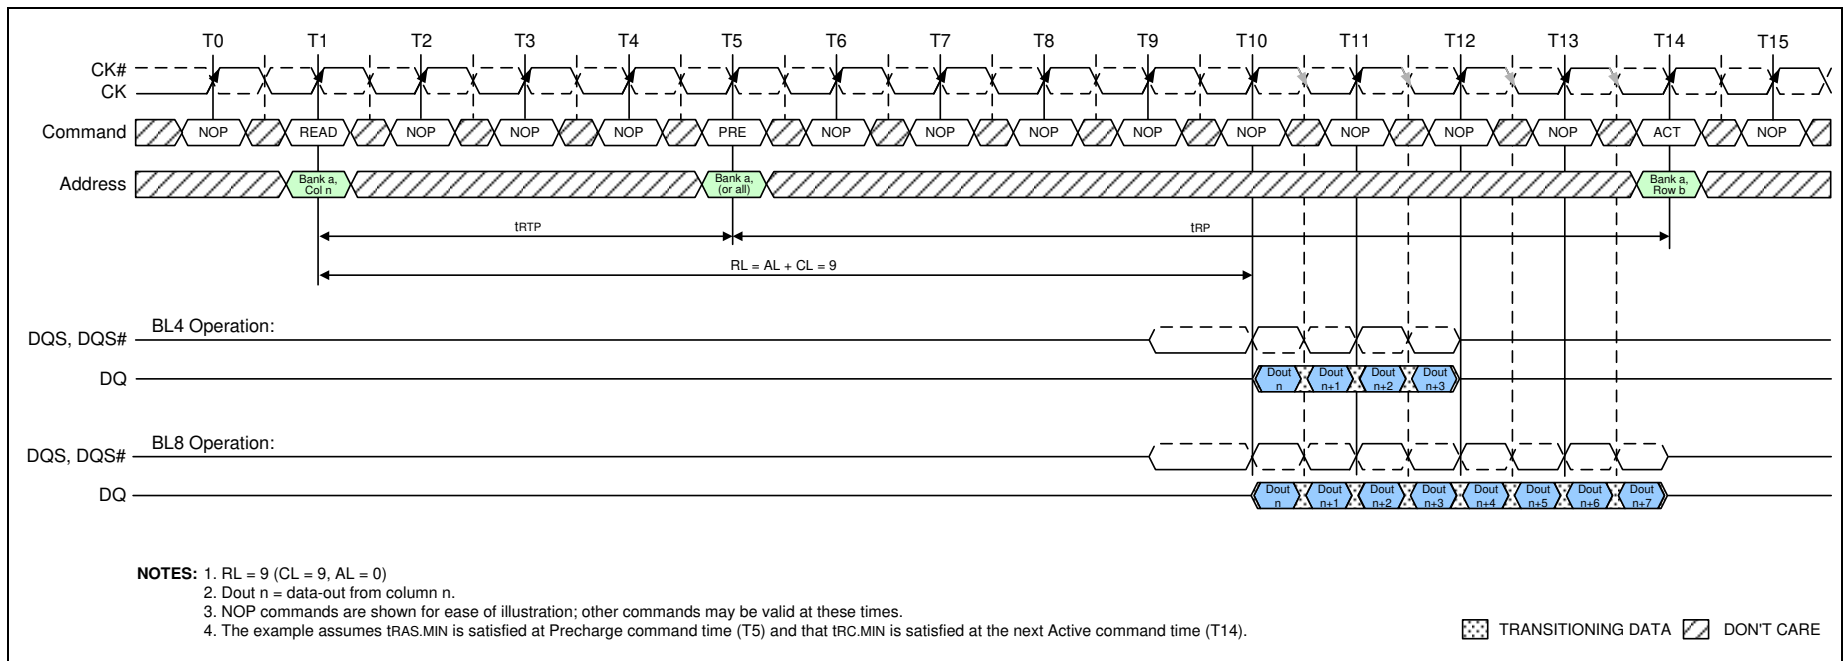 T0 T1 T2 T3 T4 T5 T6 T7 T8 T9 T10 T11 T12 T13 T14 T15
CK#
CK
Command NOP READ NOP NOP NOP PRE NOP NOP NOP NOP NOP NOP NOP NOP ACT NOP
Address
Bank a,
Col n
Bank a,
(or all)
Bank a,
Row b
tRTP
tRP
RL = AL + CL = 9
BL4 Operation:
DQS, DQS#
DQ
Dout
n
Dout
n+1
Dout
n+2
Dout
n+3
BL8 Operation:
DQS, DQS#
DQ
Dout
n
Dout
n+1
Dout
n+2
Dout
n+3
Dout
n+4
Dout
n+5
Dout
n+6
Dout
n+7
NOTES: 1. RL = 9 (CL = 9, AL = 0)
2. Dout n = data-out from column n.
3. NOP commands are shown for ease of illustration; other commands may be valid at these times.
4. The example assumes tRAS.MIN is satisfied at Precharge command time (T5) and that tRC.MIN is satisfied at the next Active command time (T14).
TRANSITIONING DATA
DON'T CARE